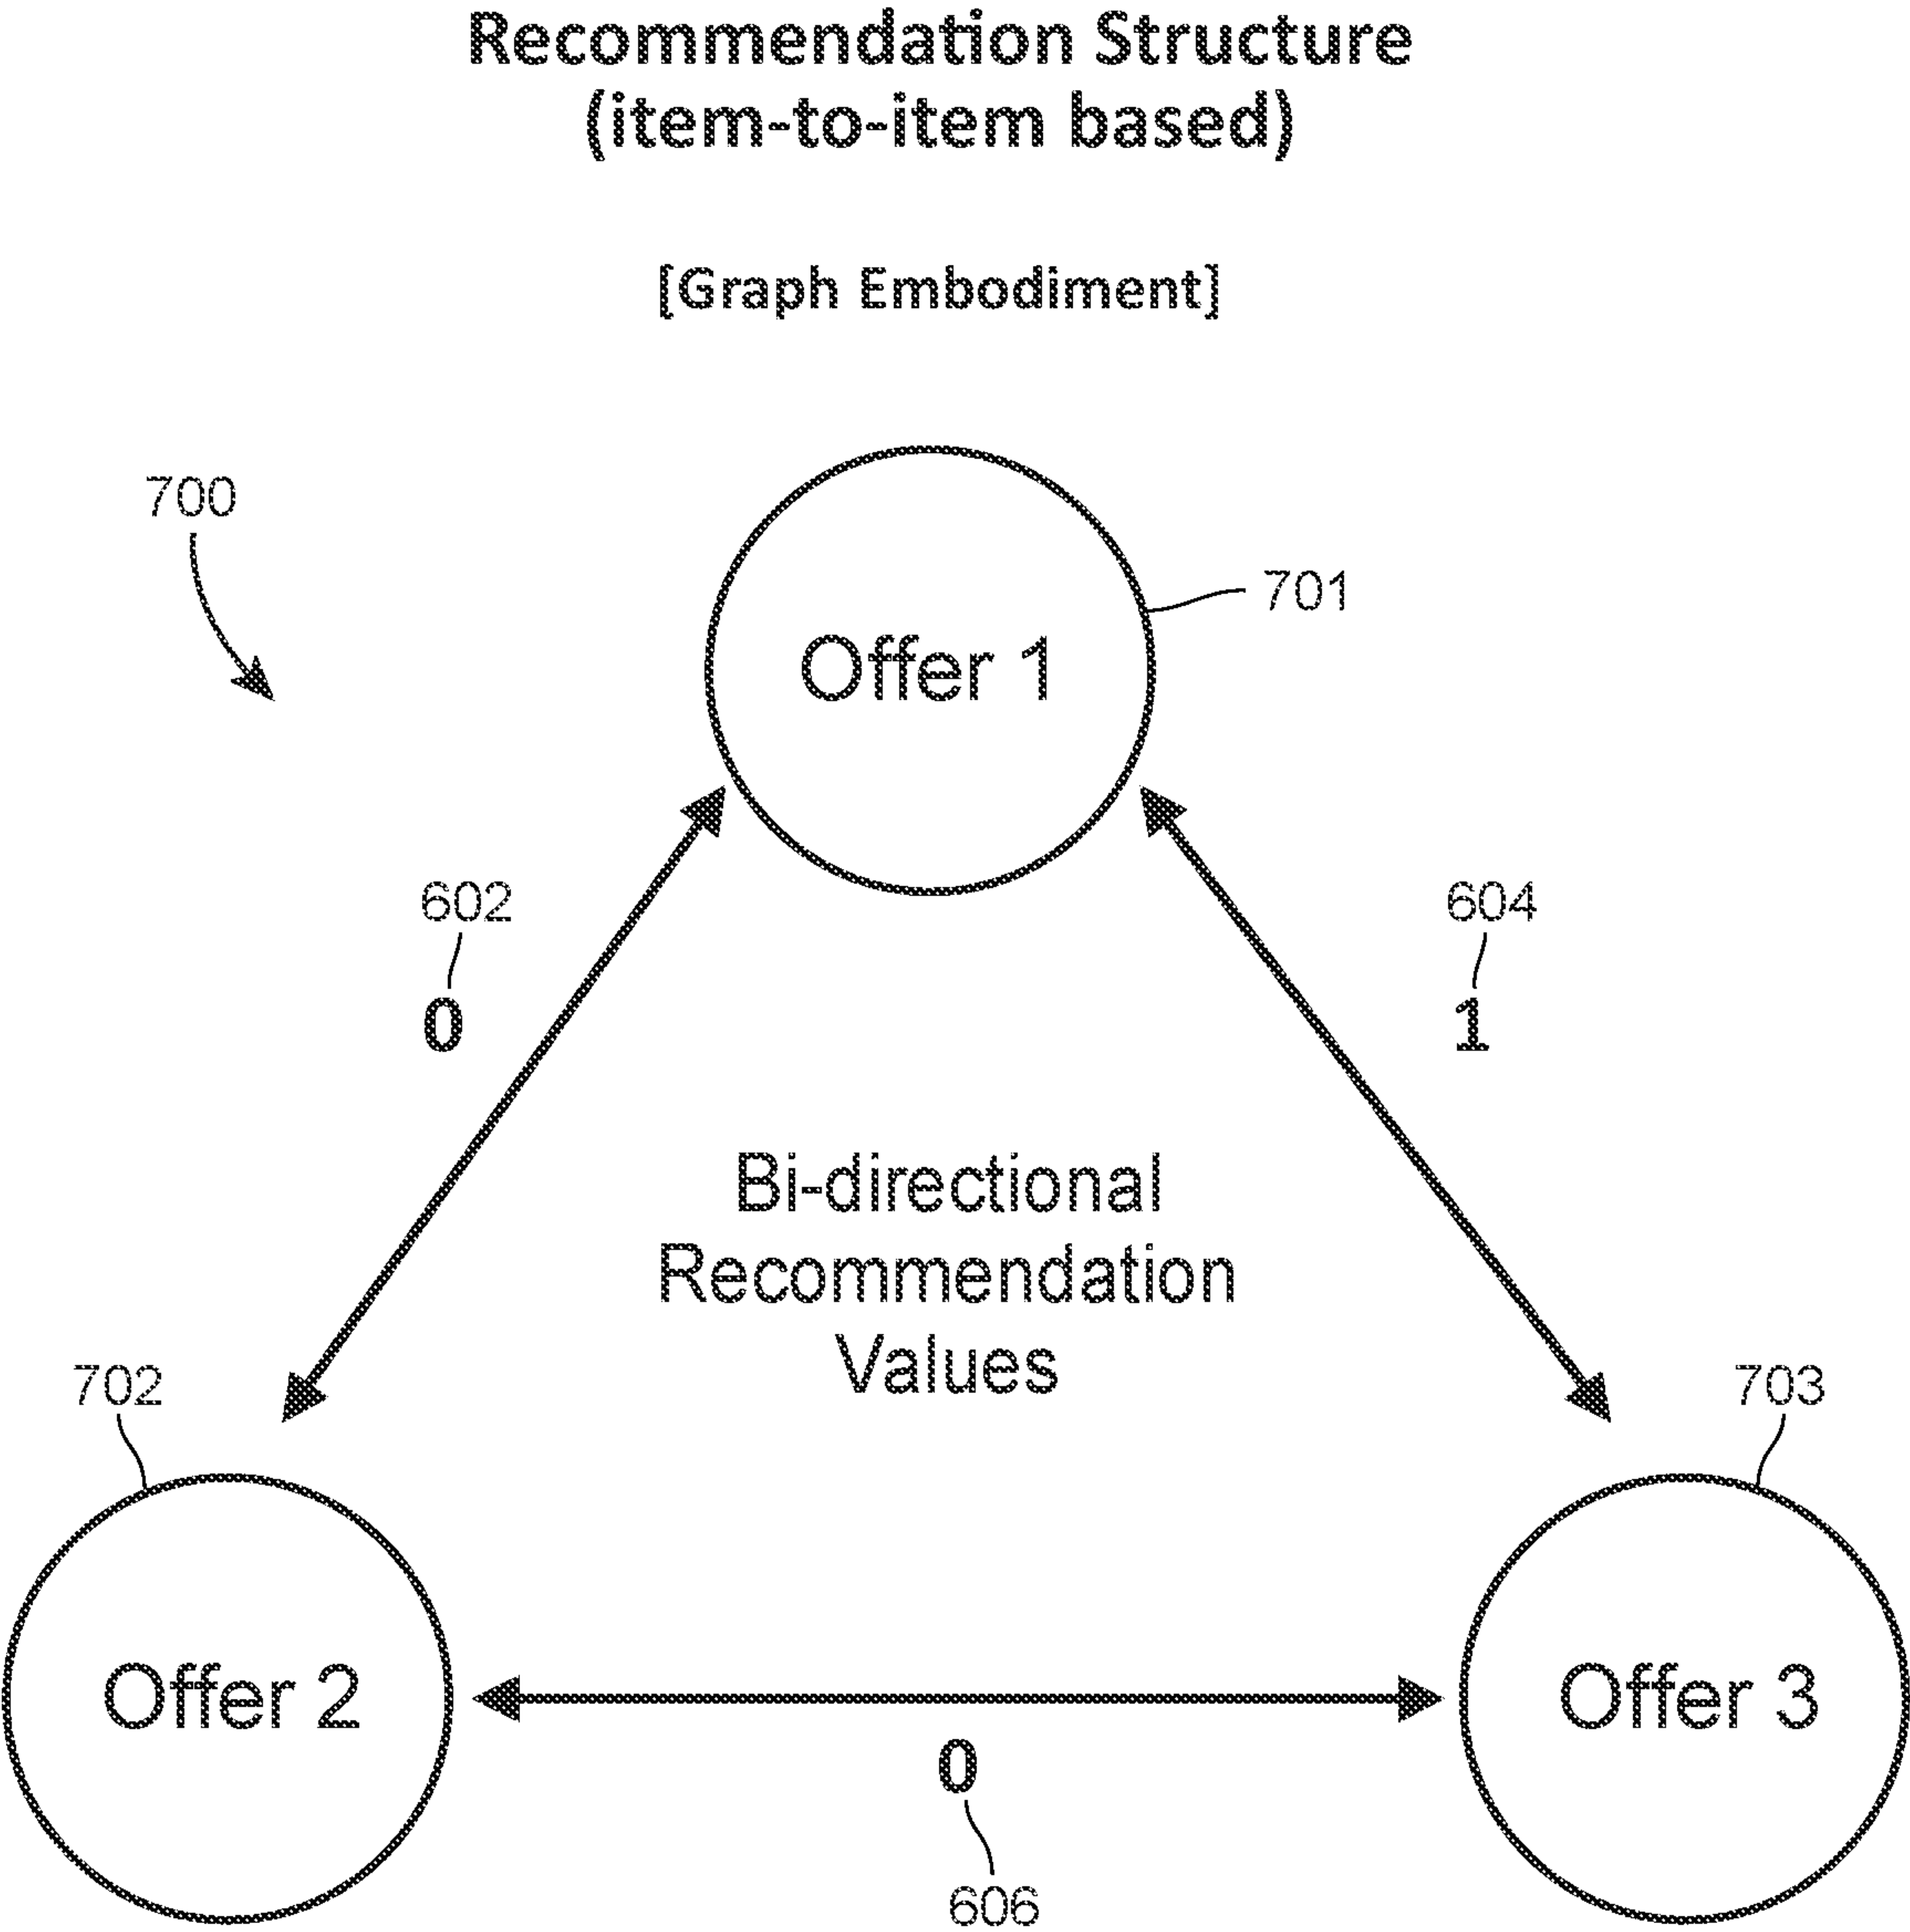 Recommendation Structure
(item-to-item based)
[Graph Embodiment]
700
701
Offer 1
602
604
0
1
Bi-directional
Recommendation
Values
702
703
Offer 2
Offer 3
0
606